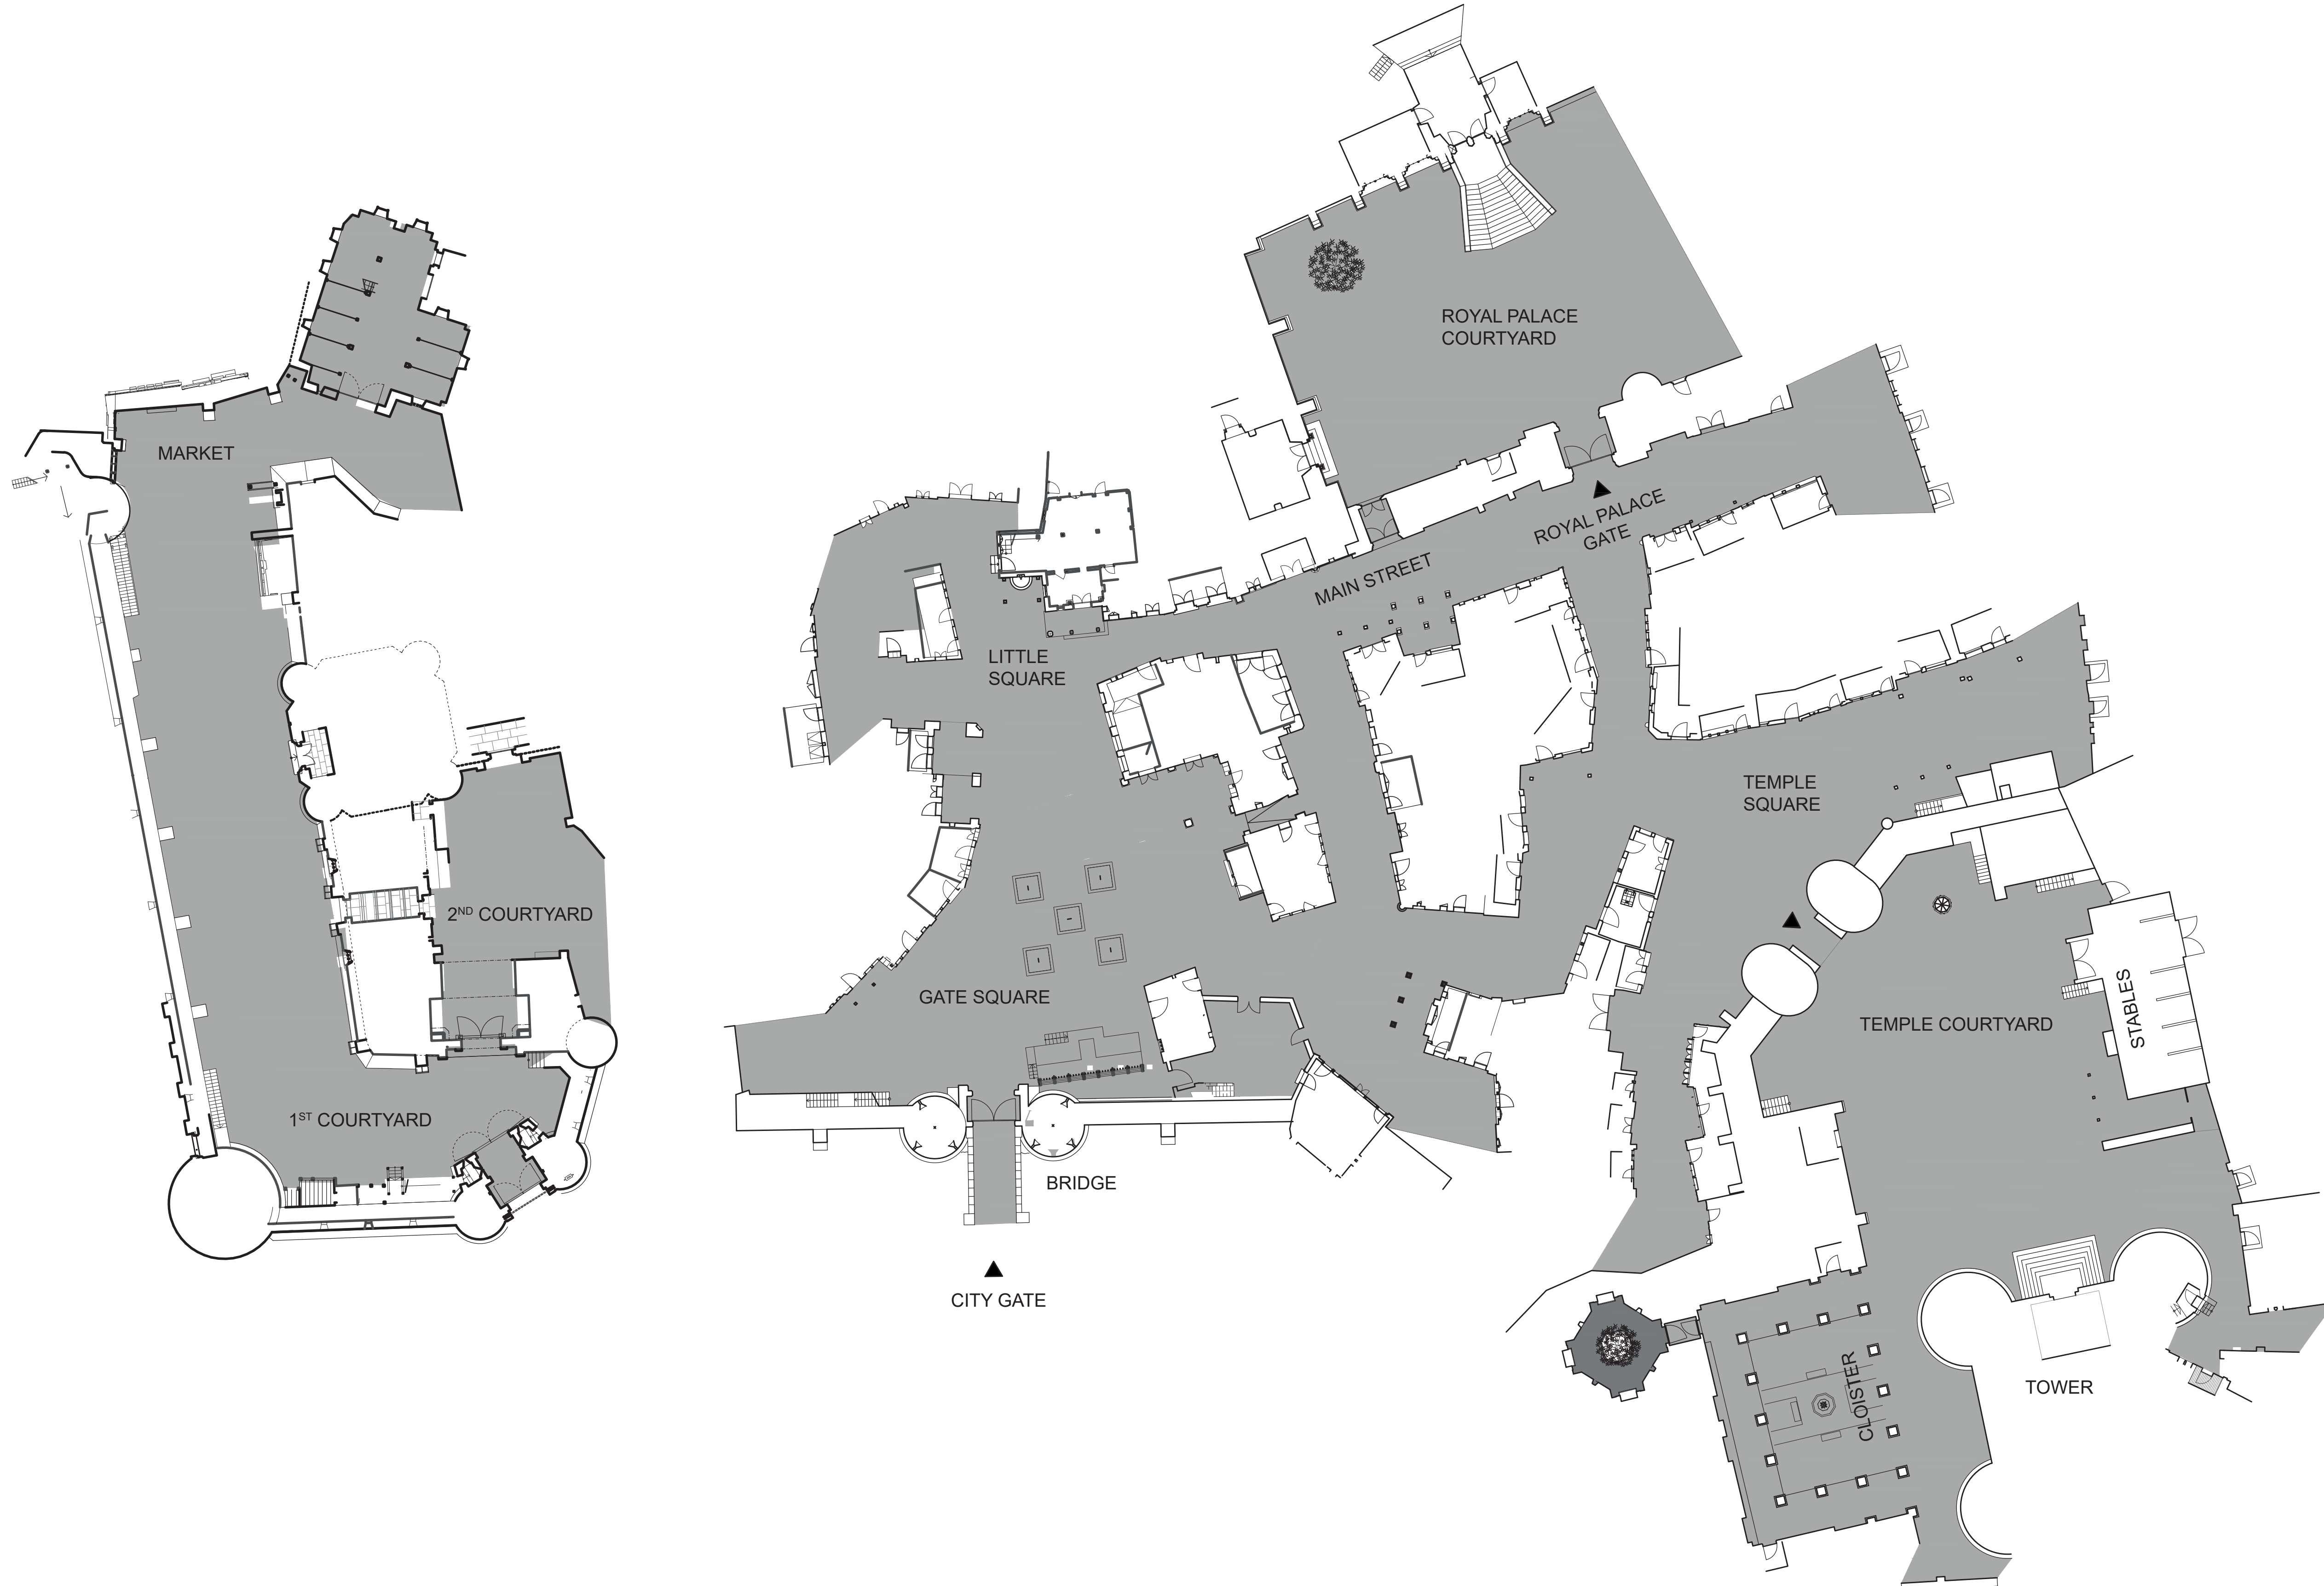 MARKET
2ND COURTYARD
1ST COURTYARD
ROYAL PALACE
COURTYARD
ROYAL PALACE
GATE
MAIN STREET
LITTLE
SQUARE
TEMPLE
SQUARE
GATE SQUARE
TEMPLE COURTYARD
STABLES
BRIDGE
CITY GATE
CLOISTER
TOWER